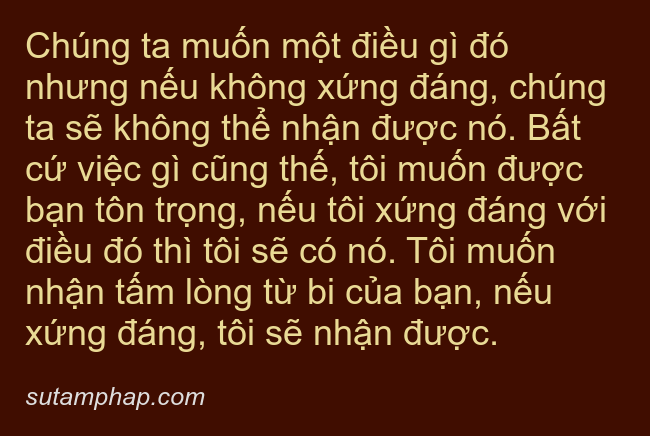 Chúng ta muốn một điều gì đó
nhưng nếu không xứng đáng, chúng
ta sẽ không thể nhận được nó. Bất
cứ việc gì cũng thế, tôi muốn được
bạn tôn trọng, nếu tôi xứng đáng với
điều đó thì tôi sẽ có nó. Tôi muốn
nhận tấm lòng từ bi của bạn, nếu
xứng đáng, tôi sẽ nhận được.
sutamphap.com